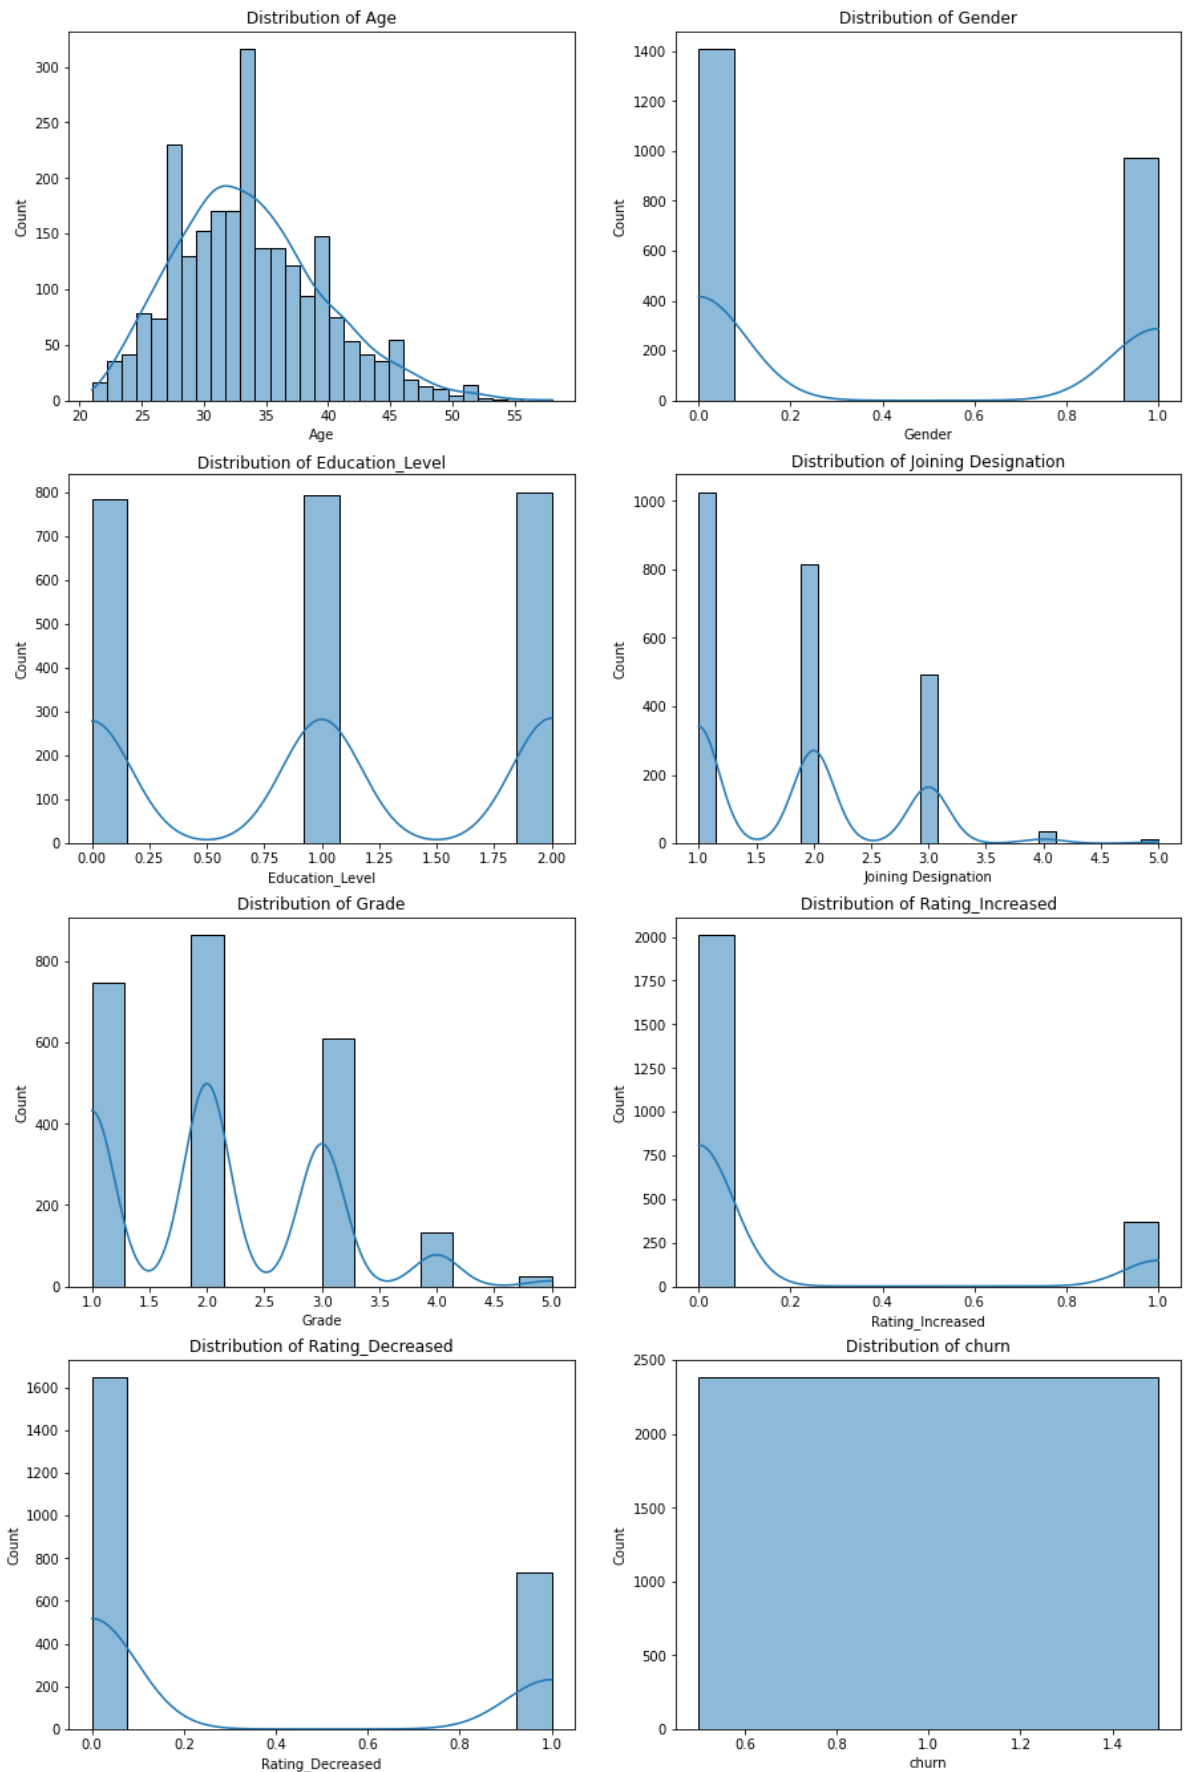 Distribution of Age
300
250
200
150
100
50
0
Count
20 25 30 35 40 45 50 55
Age
Distribution of Gender
1400
1200
1000
800
600
400
200
0
Count
0.0 0.2 0.4 0.6 0.8 1.0
Gender
Distribution of Education_Level
800
700
600
500
400
300
200
100
0
Count
0.00 0.25 0.50 0.75 1.00 1.25 1.50 1.75 2.00
Education_Level
Distribution of Joining Designation
1000
800
600
400
200
0
Count
1.0 1.5 2.0 2.5 3.0 3.5 4.0 4.5 5.0
Joining Designation
Distribution of Grade
800
600
400
200
0
Count
1.0 1.5 2.0 2.5 3.0 3.5 4.0 4.5 5.0
Grade
Distribution of Rating_Increased
2000
1750
1500
1250
1000
750
500
250
0
Count
0.0 0.2 0.4 0.6 0.8 1.0
Rating_Increased
Distribution of Rating_Decreased
1600
1400
1200
1000
800
600
400
200
0
Count
0.0 0.2 0.4 0.6 0.8 1.0
Rating_Decreased
Distribution of churn
2500
2000
1500
1000
500
0
Count
0.6 0.8 1.0 1.2 1.4
churn